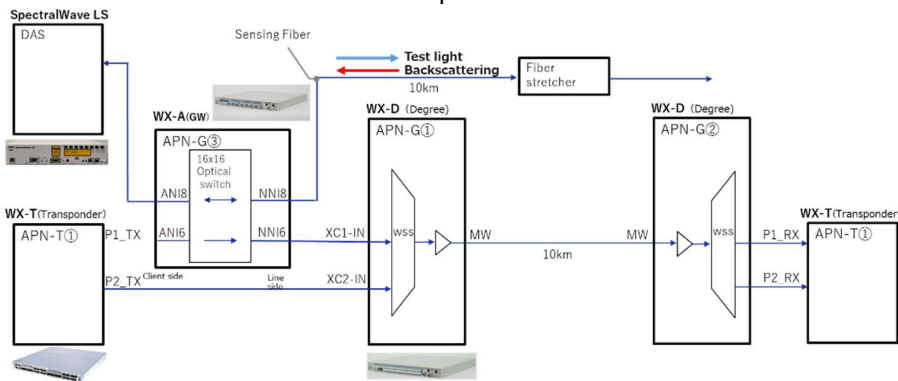 SpectralWave LS
DAS
Sensing Fiber
Test light
Backscattering
10km
Fiber
stretcher
WX-A(GW)
APN-G③
16x16
Optical
switch
ANI8
NNI8
ANI6
NNI6
Client side
Line
side
WX-D (Degree)
APN-G①
XC1-IN
XC2-IN
WSS
MW
10km
WX-D (Degree)
APN-G②
MW
WSS
P1_RX
P2_RX
WX-T(Transponder)
APN-T①
P1_TX
P2_TX
WX-T(Transponder
APN-T①